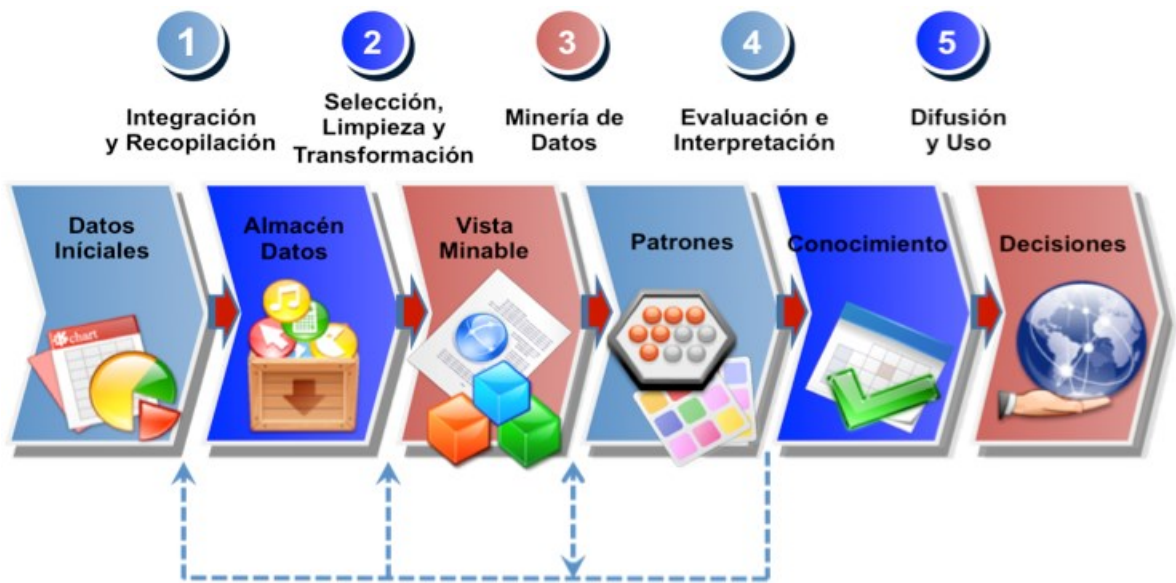 1
2
3
4
5
Integración
y Recopilación
Selección,
Limpieza y
Transformación
Minería de
Datos
Evaluación e
Interpretación
Difusión
y Uso
Datos
Iníciales
Almacén
Datos
Vista
Minable
Patrones
Conocimiento
Decisiones
chart